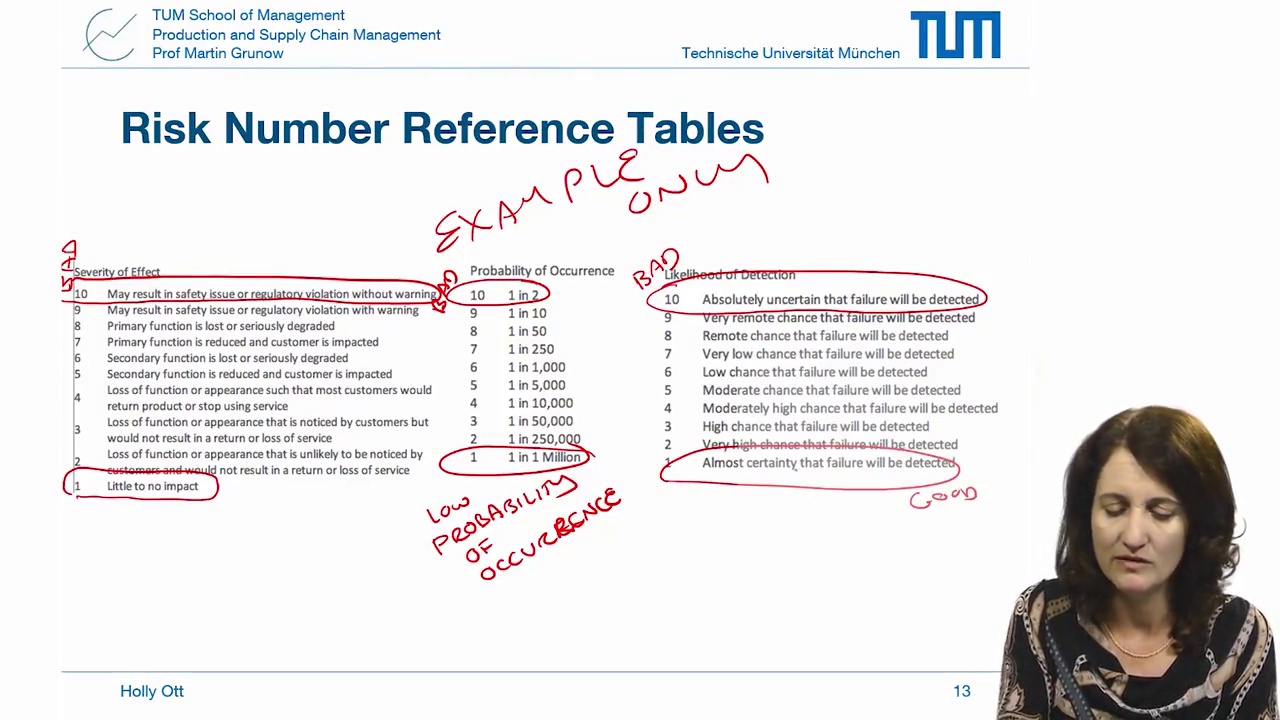 TUM School of Management
Production and Supply Chain Management
Prof Martin Grunow
Technische Universität München
TUM
Risk Number Reference Tables
EXAMPLE
ONLY
BAD
Severity of Effect
10 May result in safety issue or regulatory violation without warning
9 May result in safety issue or regulatory violation with warning
8 Primary function is lost or seriously degraded
7 Primary function is reduced and customer is impacted
6 Secondary function is lost or seriously degraded
5 Secondary function is reduced and customer is impacted
4 Loss of function or appearance such that most customers would
return product or stop using service
3 Loss of function or appearance that is noticed by customers but
would not result in a return or loss of service
2 Loss of function or appearance that is unlikely to be noticed by
customers and would not result in a return or loss of service
1 Little to no impact
BAD
Probability of Occurrence
10 1 in 2
9 1 in 10
8 1 in 50
7 1 in 250
6 1 in 1,000
5 1 in 5,000
4 1 in 10,000
3 1 in 50,000
2 1 in 250,000
1 1 in 1 Million
LOW
PROBABILITY
OF
OCCURRENCE
BAD
Likelihood of Detection
10 Absolutely uncertain that failure will be detected
9 Very remote chance that failure will be detected
8 Remote chance that failure will be detected
7 Very low chance that failure will be detected
6 Low chance that failure will be detected
5 Moderate chance that failure will be detected
4 Moderately high chance that failure will be detected
3 High chance that failure will be detected
2 Very high chance that failure will be detected
1 Almost certainty that failure will be detected
GOOD
Holly Ott
13